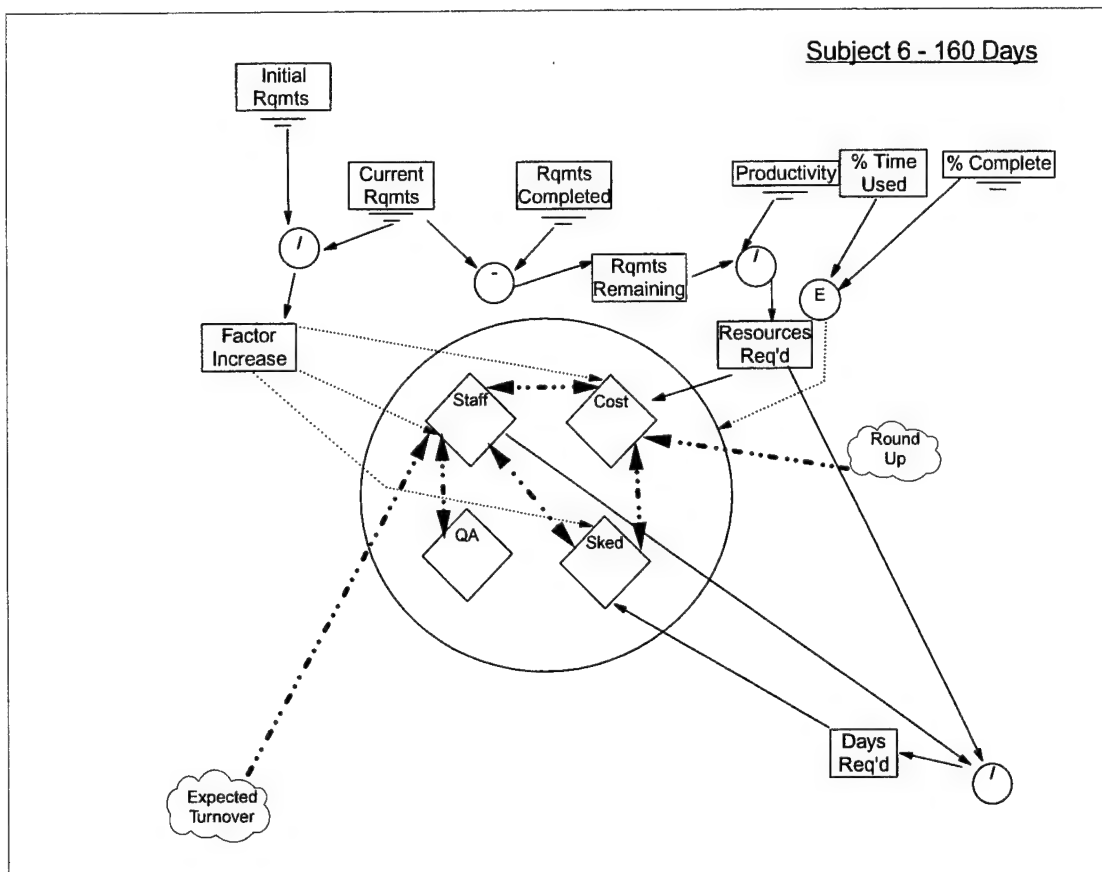 Subject 6 - 160 Days
Initial
Rqmts
Current
Rqmts
Rqmts
Completed
Productivity
% Time
Used
% Complete
/
-
Rqmts
Remaining
/
E
Factor
Increase
Resources
Req'd
Staff
Cost
Round
Up
QA
Sked
Days
Req'd
/
Expected
Turnover